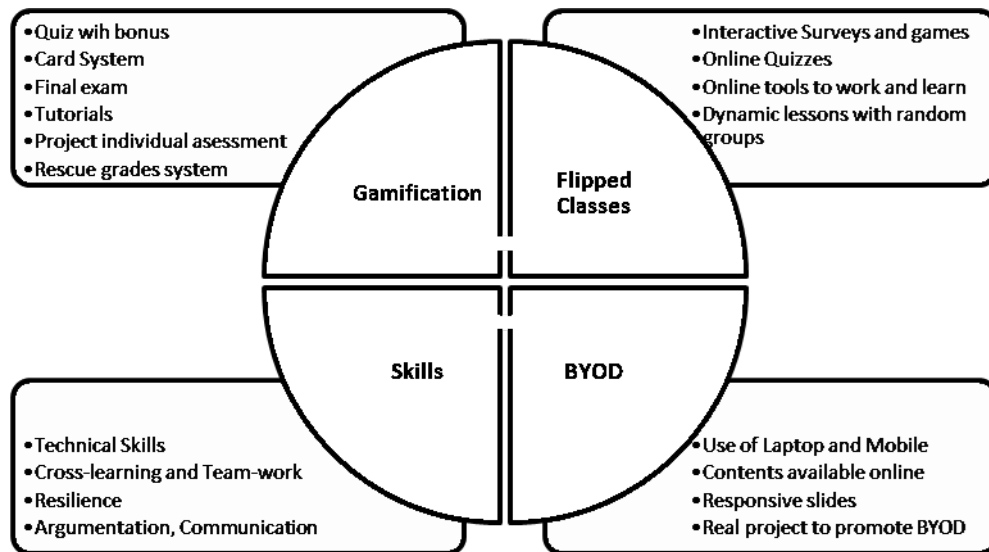 •Quiz wih bonus
•Card System
•Final exam
•Tutorials
•Project individual asessment
•Rescue grades system
•Interactive Surveys and games
•Online Quizzes
•Online tools to work and learn
•Dynamic lessons with random
groups
Gamification
Flipped
Classes
Skills
BYOD
•Technical Skills
•Cross-learning and Team-work
•Resilience
•Argumentation, Communication
•Use of Laptop and Mobile
•Contents available online
•Responsive slides
•Real project to promote BYOD